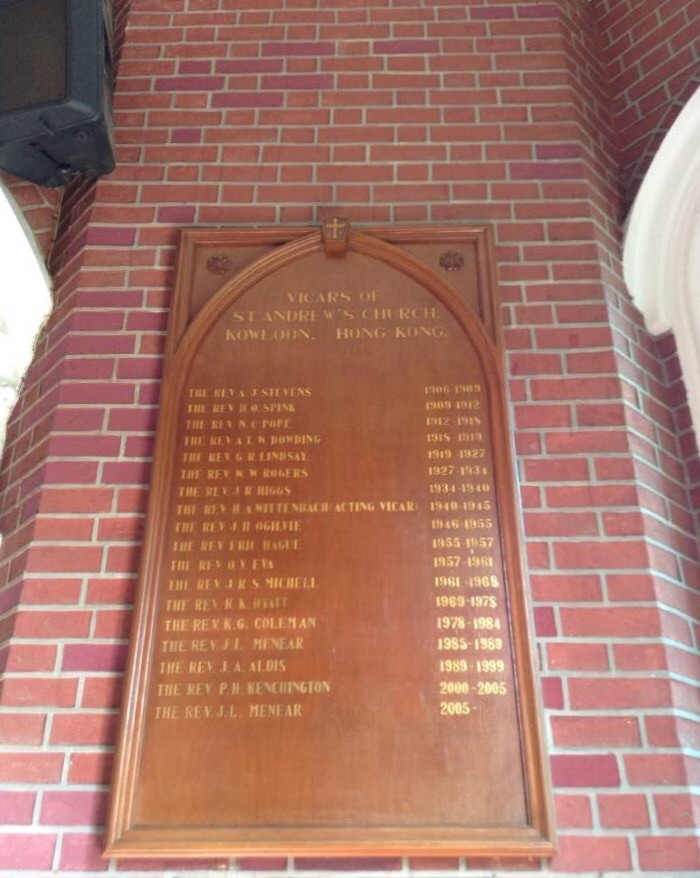 VICARS OF
ST. ANDREW'S CHURCH,
KOWLOON, HONG KONG.
THE REV. A. J. STEVENS 1906-1909
THE REV. H. O. SPINK 1909-1912
THE REV. N. C. POPE 1912-1918
THE REV. A. L. W. DOWDING 1918-1919
THE REV. G. R. LINDSAY 1919-1927
THE REV. W. W. ROGERS 1927-1934
THE REV. J. R. HIGGS 1934-1940
THE REV. H. A. WITTENBACH (ACTING VICAR) 1940-1945
THE REV. J. H. OGILVIE 1946-1955
THE REV. ERIC HAGUE 1955-1957
THE REV. O. V. EVA 1957-1961
THE REV. J. R. S. MICHELL 1961-1968
THE REV. R. K. HYATT 1969-1978
THE REV. K. G. COLEMAN 1978-1984
THE REV. J. L. MENEAR 1985-1989
THE REV. J. A. ALDIS 1989-1999
THE REV. P. H. KENCHINGTON 2000-2005
THE REV. J. L. MENEAR 2005-